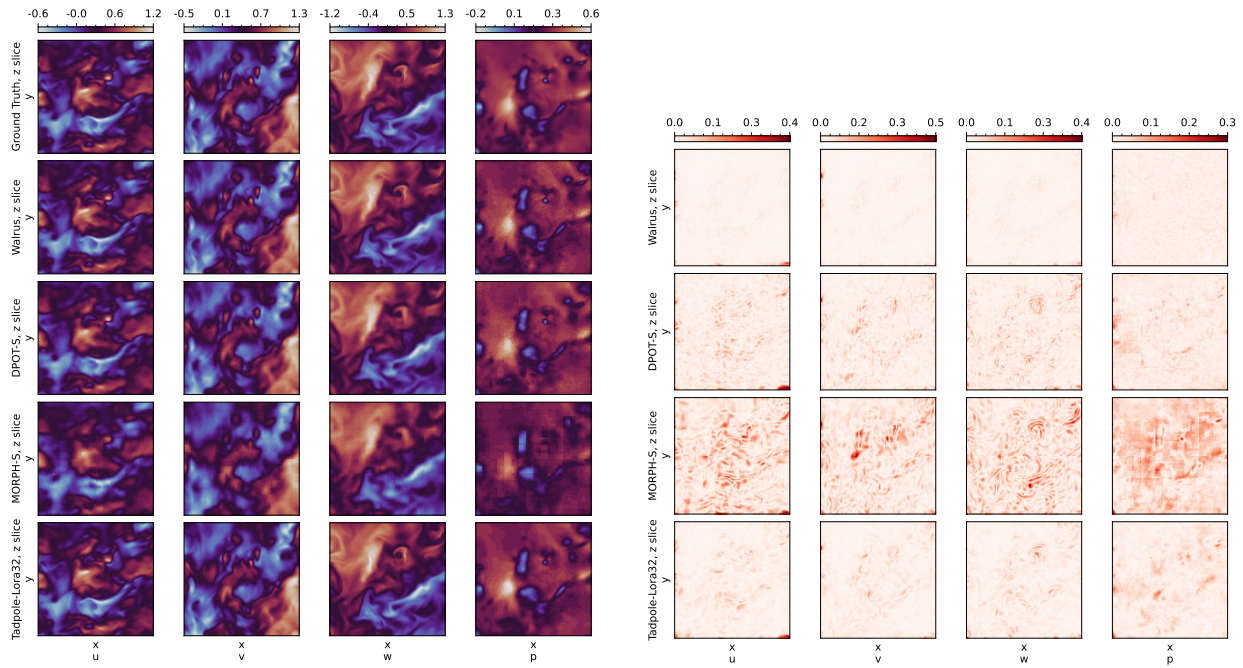 -0.6 -0.0 0.6 1.2
-0.5 0.1 0.7 1.3
-1.2 -0.4 0.5 1.3
-0.2 0.1 0.3 0.6
Ground Truth, z slice
y
Walrus, z slice
y
DPOT-S, z slice
y
MORPH-S, z slice
y
Tadpole-Lora32, z slice
y
x
u
x
v
x
w
x
p
0.0 0.1 0.3 0.4
0.0 0.2 0.3 0.5
0.0 0.1 0.3 0.4
0.0 0.1 0.2 0.3
Walrus, z slice
y
DPOT-S, z slice
y
MORPH-S, z slice
y
Tadpole-Lora32, z slice
y
x
u
x
v
x
w
x
p